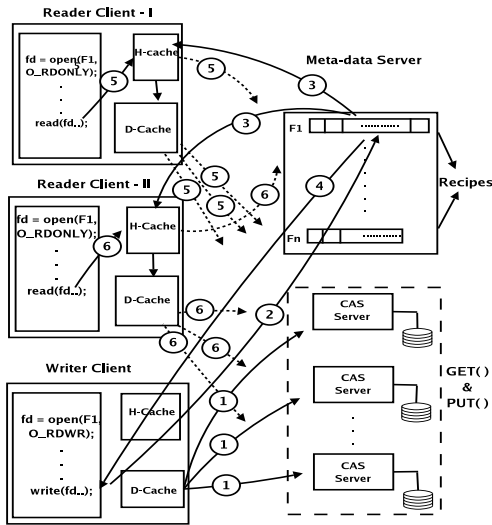 Reader Client - I
fd = open(F1,
O_RDONLY);
.
.
.
read(fd..);
H-cache
D-Cache
5
5
3
Meta-data Server
3
F1
............
Recipes
Fn
............
4
5
5
6
Reader Client - II
fd = open(F1,
O_RDONLY);
.
.
.
read(fd..);
6
H-Cache
D-Cache
6
6
6
2
Writer Client
fd = open(F1,
O_RDWR);
.
.
.
write(fd..);
H-Cache
D-Cache
1
1
1
CAS
Server
CAS
Server
CAS
Server
GET( )
&
PUT( )